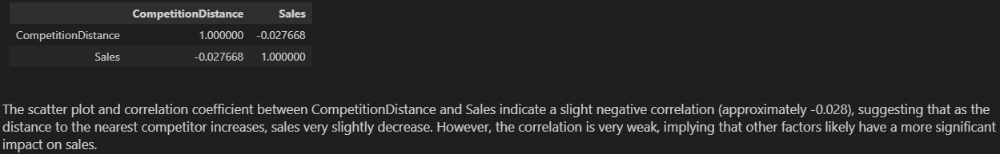 CompetitionDistance Sales
CompetitionDistance 1.000000 -0.027668
Sales -0.027668 1.000000
The scatter plot and correlation coefficient between CompetitionDistance and Sales indicate a slight negative correlation (approximately -0.028), suggesting that as the
distance to the nearest competitor increases, sales very slightly decrease. However, the correlation is very weak, implying that other factors likely have a more significant
impact on sales.